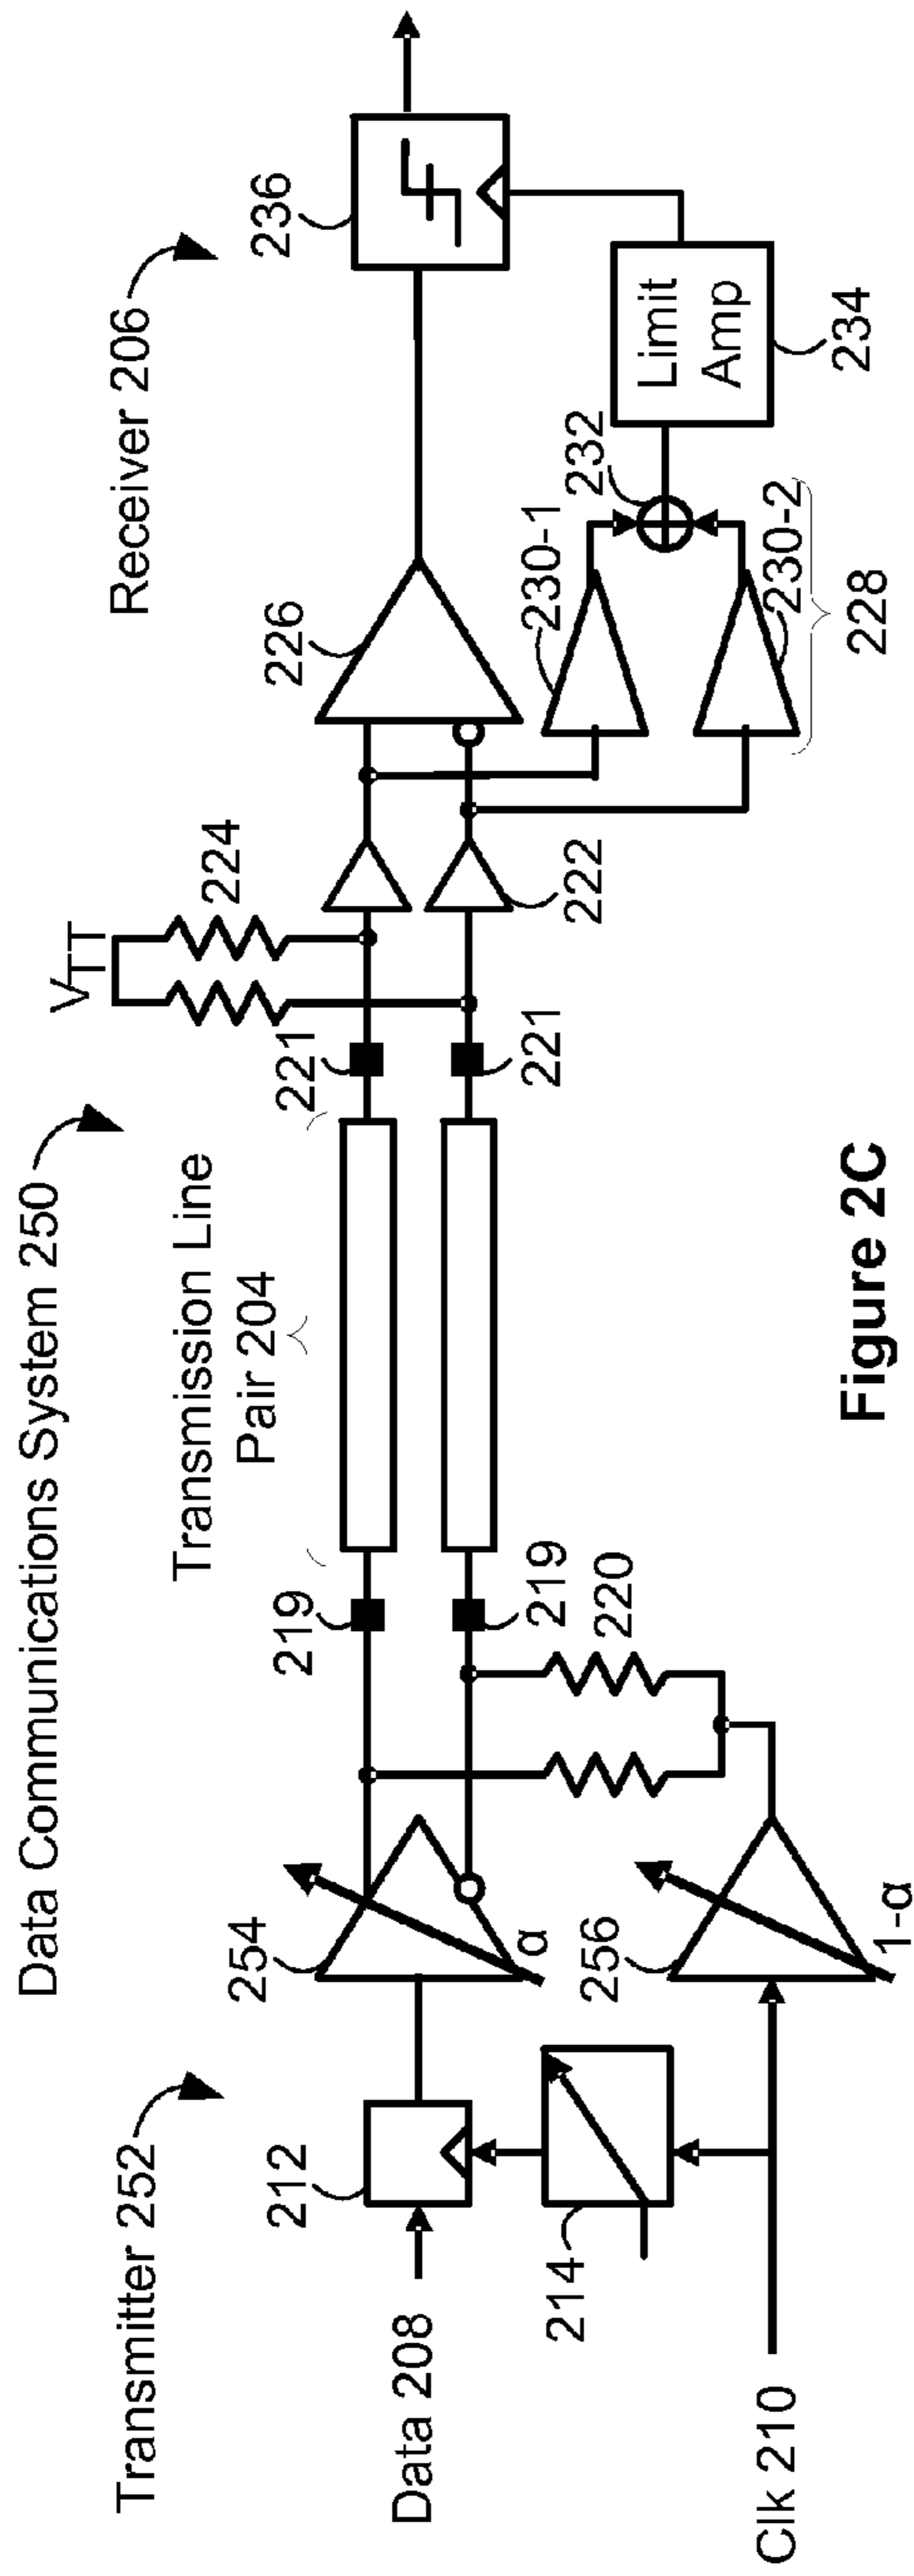 Data Communications System 250
Transmitter 252
Transmission Line
Pair 204
Receiver 206
V
TT
224
236
226
254
212
219
221
Data 208
α
219
221
222
230-1
232
Limit
Amp
234
214
256
220
230-2
228
1-α
Clk 210
Figure 2C